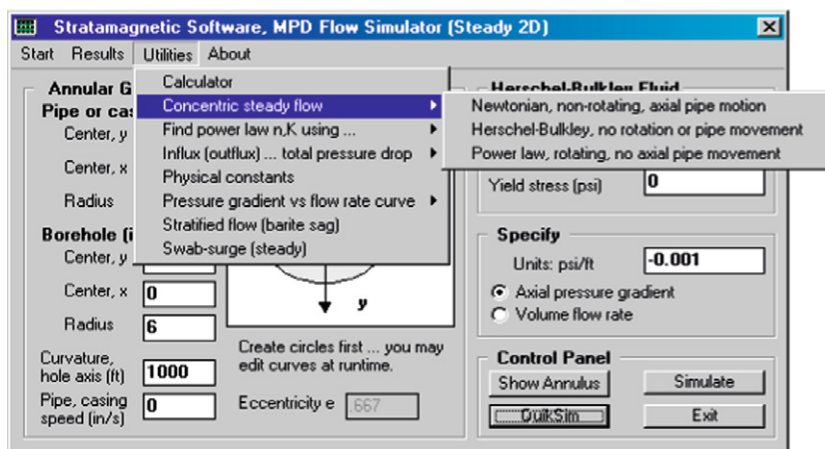 Stratamagnetic Software, MPD Flow Simulator (Steady 2D)
Start Results Utilities About
Calculator
Concentric steady flow
Find power law n,K using ...
Influx (outflux) ... total pressure drop
Physical constants
Pressure gradient vs flow rate curve
Stratified flow (barite sag)
Swab-surge (steady)
Newtonian, non-rotating, axial pipe motion
Herschel-Bulkley, no rotation or pipe movement
Power law, rotating, no axial pipe movement
Annular G
Pipe or cas
Center, y
Center, x
Radius
Borehole (i
Center, y
Center, x 0
Radius 6
Curvature,
hole axis (ft) 1000
Pipe, casing
speed (in/s) 0
y
Create circles first ... you may
edit curves at runtime.
Eccentricity e .667
Herschel-Bulkley Fluid
Yield stress (psi) 0
Specify
Units: psi/ft -0.001
Axial pressure gradient
Volume flow rate
Control Panel
Show Annulus Simulate
QuikSim Exit